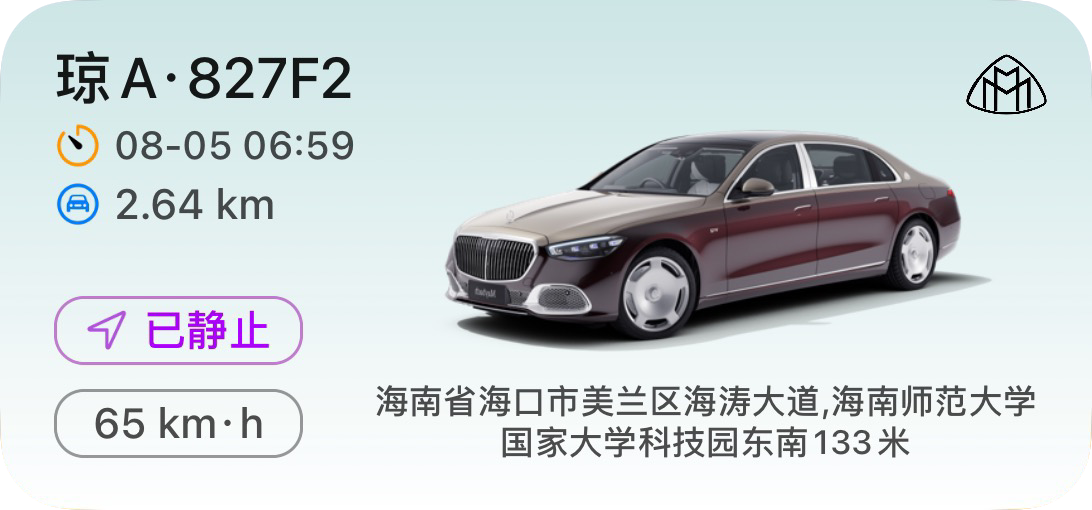 琼A·827F2
08-05 06:59
2.64 km
已静止
65 km·h
海南省海口市美兰区海涛大道,海南师范大学
国家大学科技园东南133米